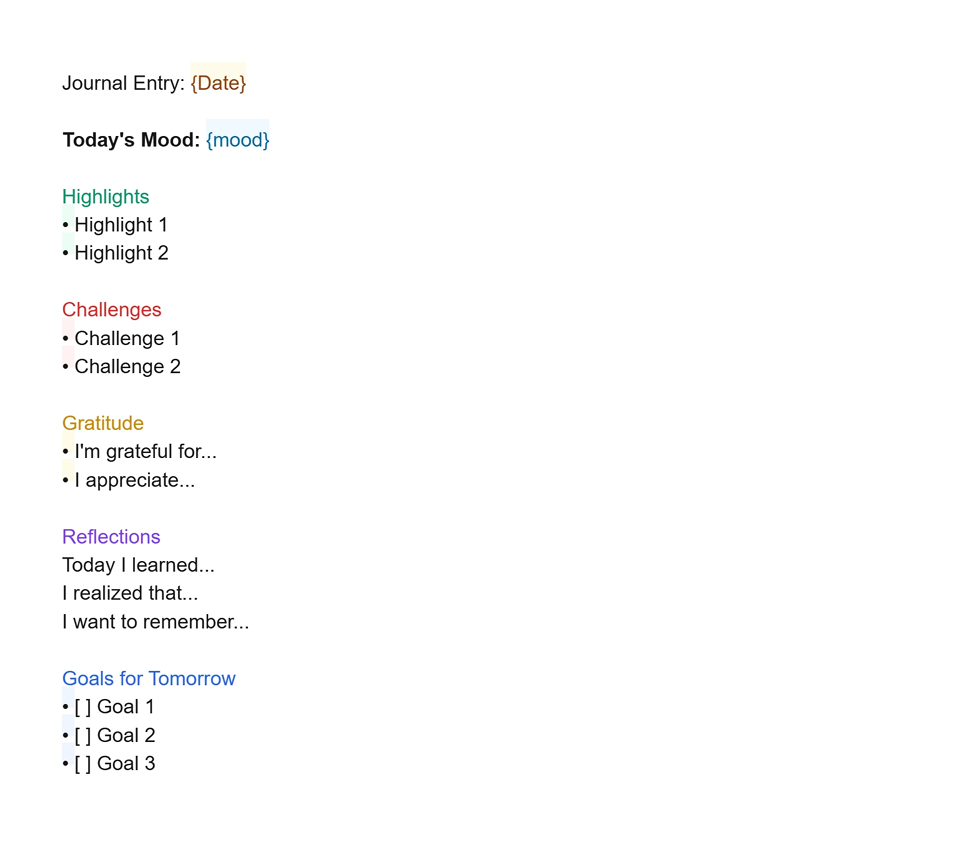 Journal Entry: {Date}
Today's Mood: {mood}
Highlights
• Highlight 1
• Highlight 2
Challenges
• Challenge 1
• Challenge 2
Gratitude
• I'm grateful for...
• I appreciate...
Reflections
Today I learned...
I realized that...
I want to remember...
Goals for Tomorrow
• [ ] Goal 1
• [ ] Goal 2
• [ ] Goal 3